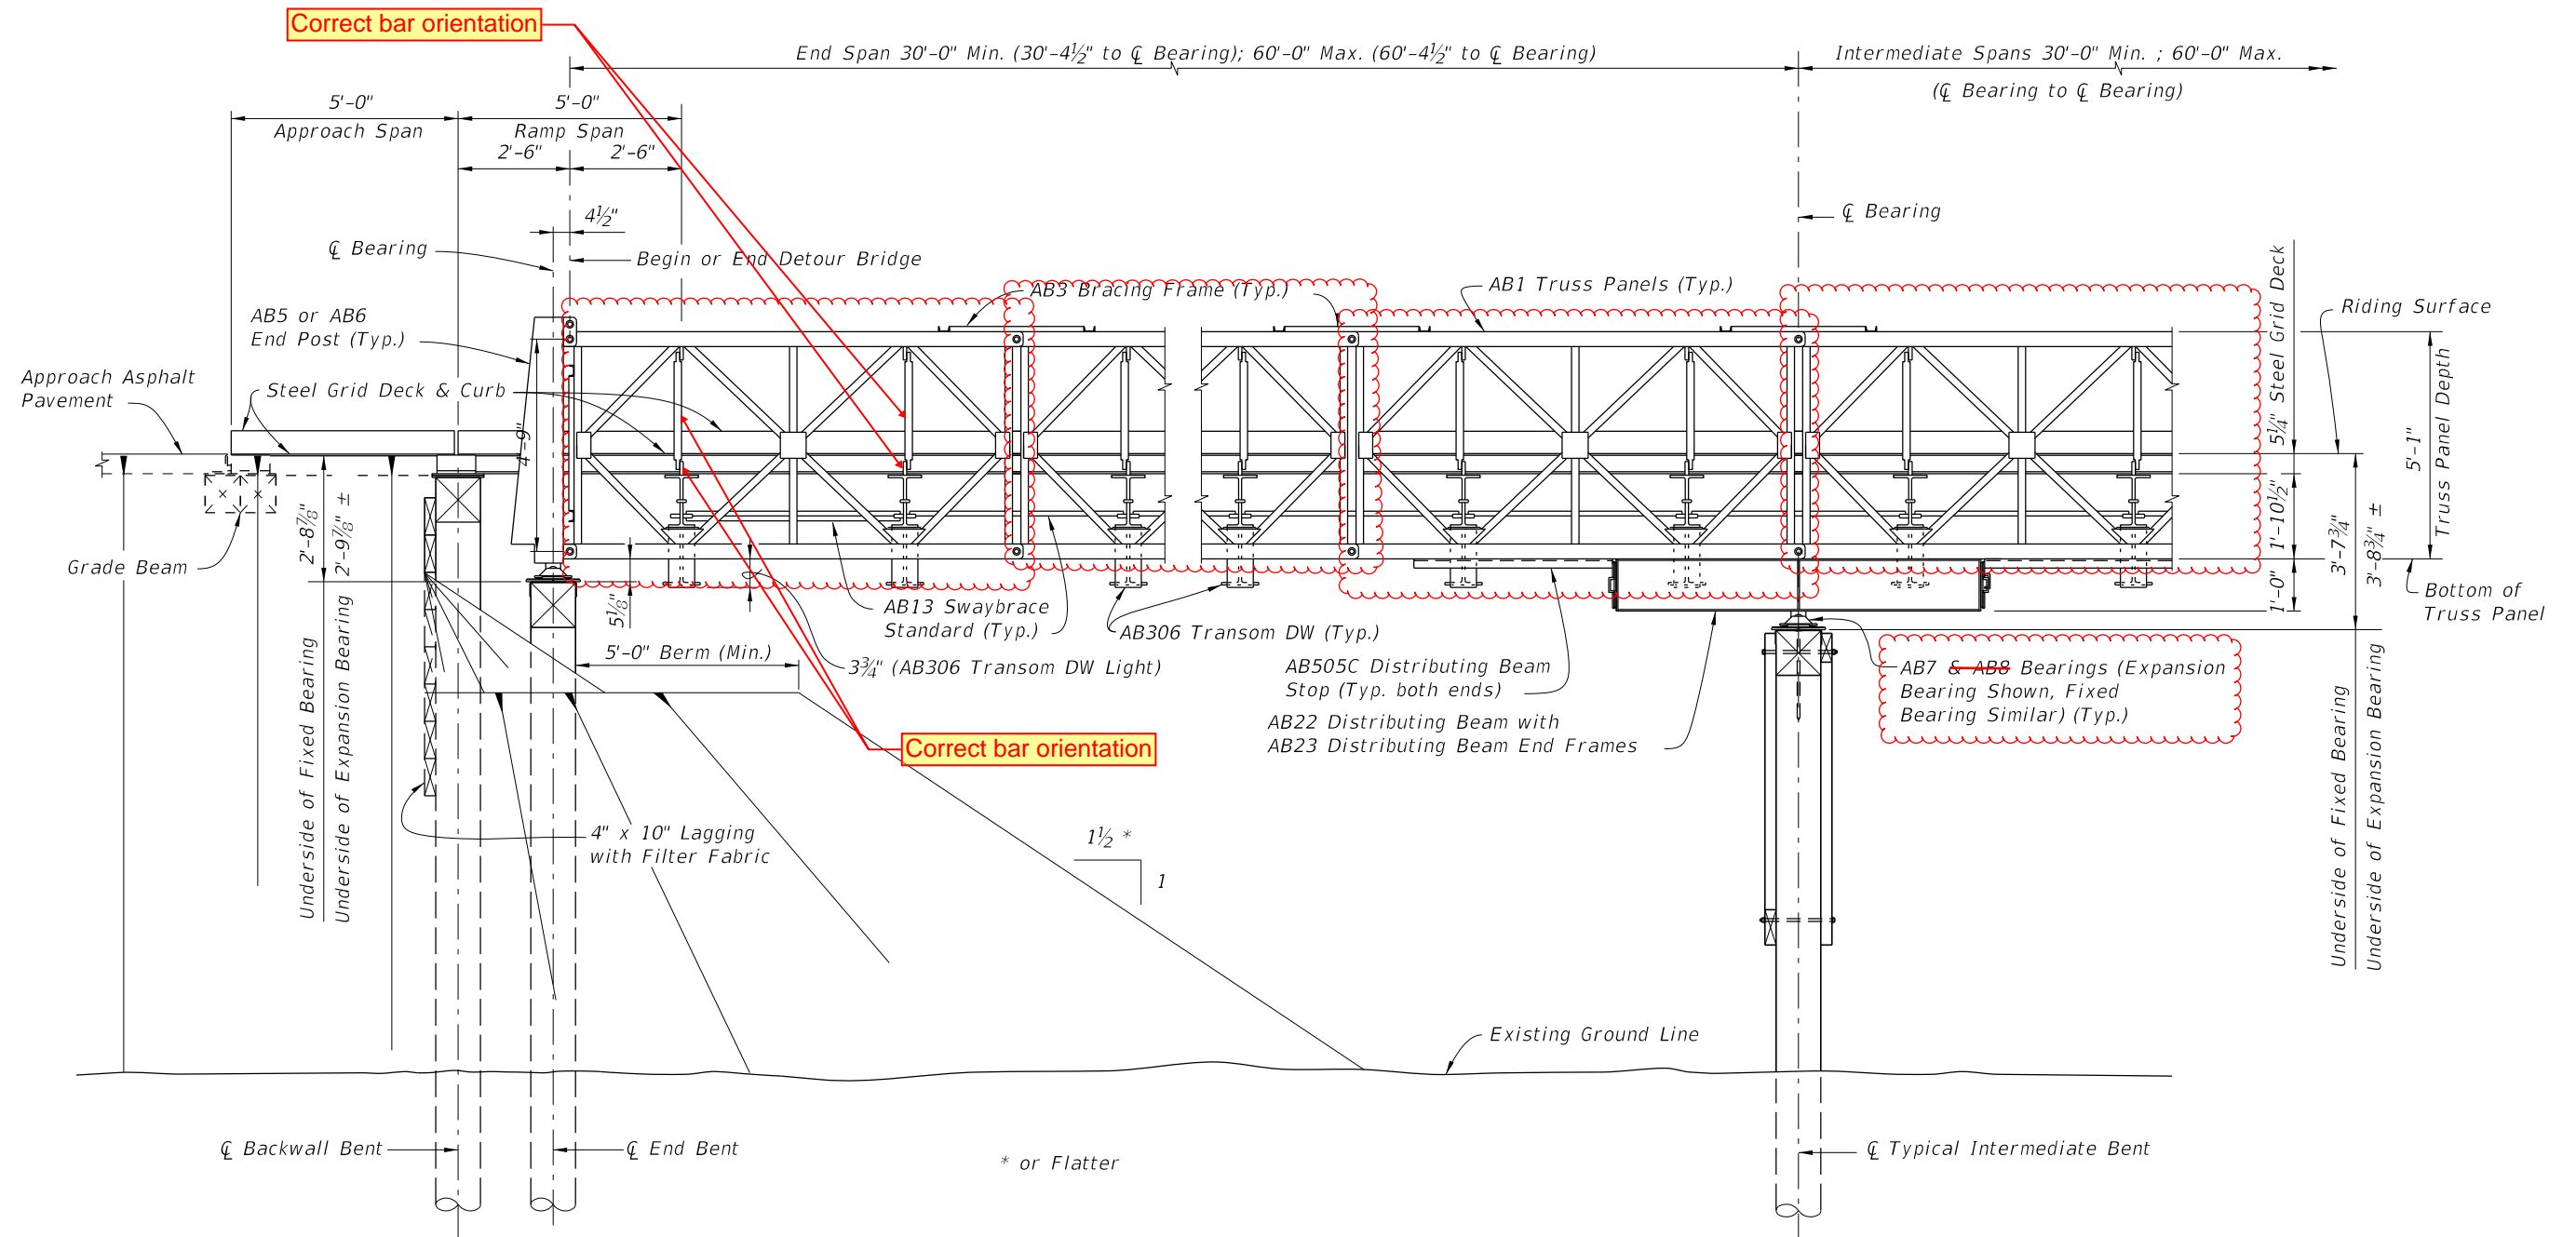 Correct bar orientation
End Span 30'-0" Min. (30'-4½" to ℄ Bearing); 60'-0" Max. (60'-4½" to ℄ Bearing)
Intermediate Spans 30'-0" Min. ; 60'-0" Max.
(℄ Bearing to ℄ Bearing)
5'-0"
Approach Span
5'-0"
Ramp Span
2'-6"
2'-6"
4½"
℄ Bearing
Begin or End Detour Bridge
℄ Bearing
AB3 Bracing Frame (Typ.)
AB1 Truss Panels (Typ.)
AB5 or AB6
End Post (Typ.)
Riding Surface
Approach Asphalt
Pavement
Steel Grid Deck & Curb
4'-9"
5¼" Steel Grid Deck
1'-10½"
1'-0"
5'-1"
Truss Panel Depth
3'-7¾"
3'-8¾" ±
Underside of Fixed Bearing
Underside of Expansion Bearing
Grade Beam
2'-8⅞"
Underside of Fixed Bearing
2'-9⅞" ±
Underside of Expansion Bearing
5⅛"
AB13 Swaybrace
Standard (Typ.)
AB306 Transom DW (Typ.)
3¾" (AB306 Transom DW Light)
5'-0" Berm (Min.)
AB505C Distributing Beam
Stop (Typ. both ends)
AB22 Distributing Beam with
AB23 Distributing Beam End Frames
AB7 & AB8 Bearings (Expansion
Bearing Shown, Fixed
Bearing Similar) (Typ.)
Bottom of
Truss Panel
Correct bar orientation
4" x 10" Lagging
with Filter Fabric
1½ *
1
Existing Ground Line
℄ Backwall Bent
℄ End Bent
* or Flatter
℄ Typical Intermediate Bent